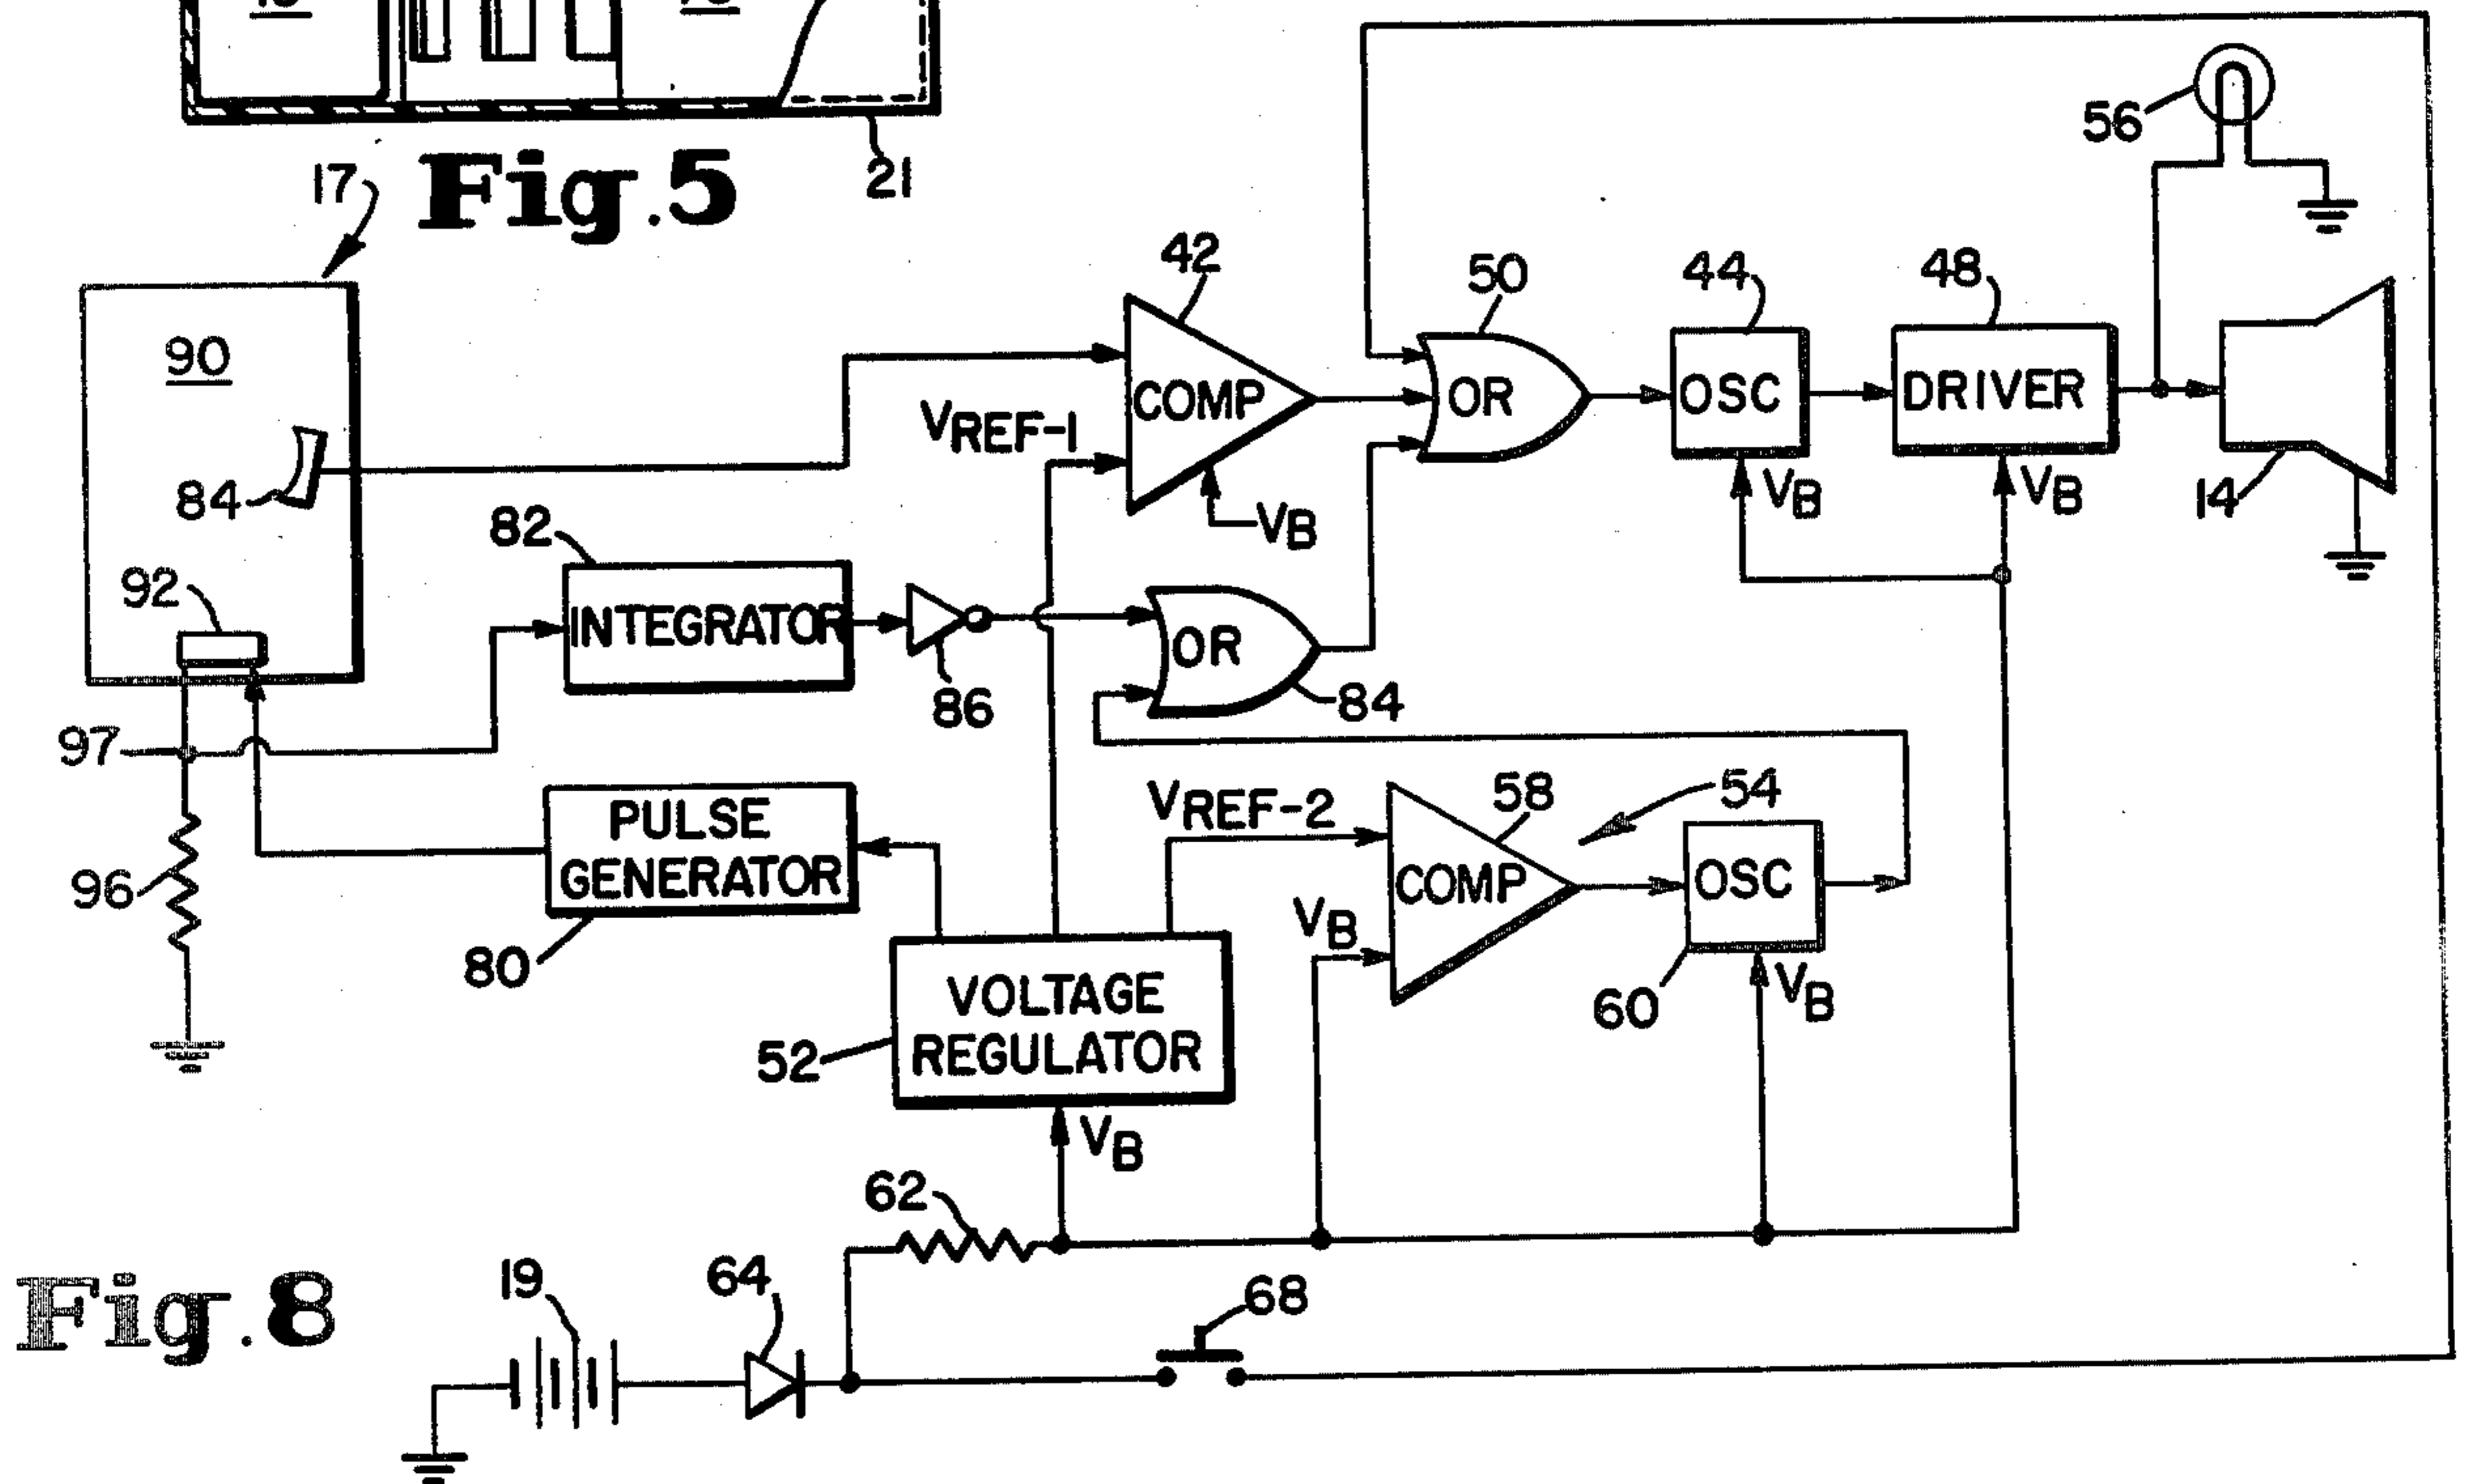 Fig.5
21
17
90
84
92
97
96
82
INTEGRATOR
86
PULSE
GENERATOR
80
VREF-1
42
COMP
VB
50
OR
44
OSC
VB
48
DRIVER
VB
56
14
OR
84
VREF-2
58
COMP
VB
54
OSC
60
VB
VOLTAGE
REGULATOR
52
VB
62
19
64
68
Fig.8